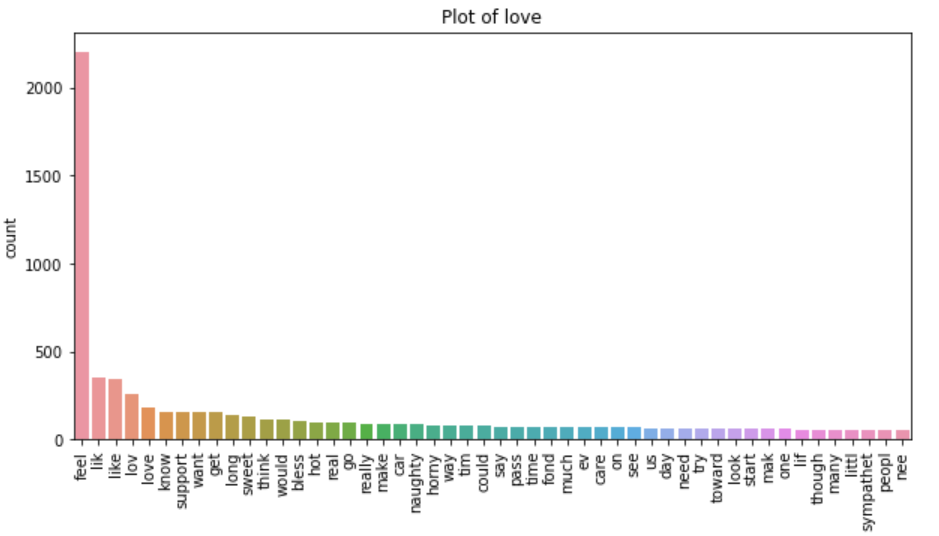 Plot of love
count
2000
1500
1000
500
0
feel
lik
like
lov
love
know
support
want
get
long
sweet
think
would
bless
hot
real
go
really
make
car
naughty
horny
way
tim
could
say
pass
time
fond
much
ev
care
on
see
us
day
need
try
toward
look
start
mak
one
lif
though
many
littl
sympathet
peopl
nee